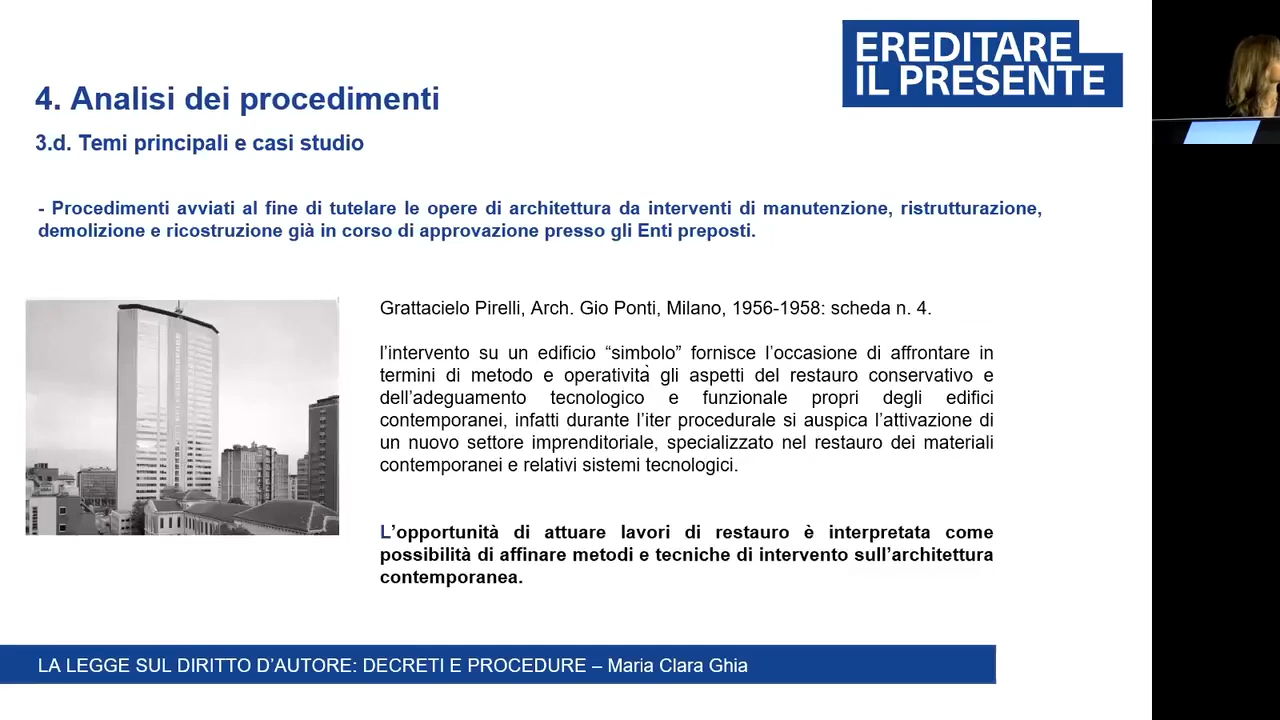 EREDITARE
IL PRESENTE
4. Analisi dei procedimenti
3.d. Temi principali e casi studio
- Procedimenti avviati al fine di tutelare le opere di architettura da interventi di manutenzione, ristrutturazione,
demolizione e ricostruzione già in corso di approvazione presso gli Enti preposti.
Grattacielo Pirelli, Arch. Gio Ponti, Milano, 1956-1958: scheda n. 4.
l’intervento su un edificio “simbolo” fornisce l’occasione di affrontare in
termini di metodo e operatività gli aspetti del restauro conservativo e
dell’adeguamento tecnologico e funzionale propri degli edifici
contemporanei, infatti durante l’iter procedurale si auspica l’attivazione di
un nuovo settore imprenditoriale, specializzato nel restauro dei materiali
contemporanei e relativi sistemi tecnologici.
L’opportunità di attuare lavori di restauro è interpretata come
possibilità di affinare metodi e tecniche di intervento sull’architettura
contemporanea.
LA LEGGE SUL DIRITTO D’AUTORE: DECRETI E PROCEDURE – Maria Clara Ghia